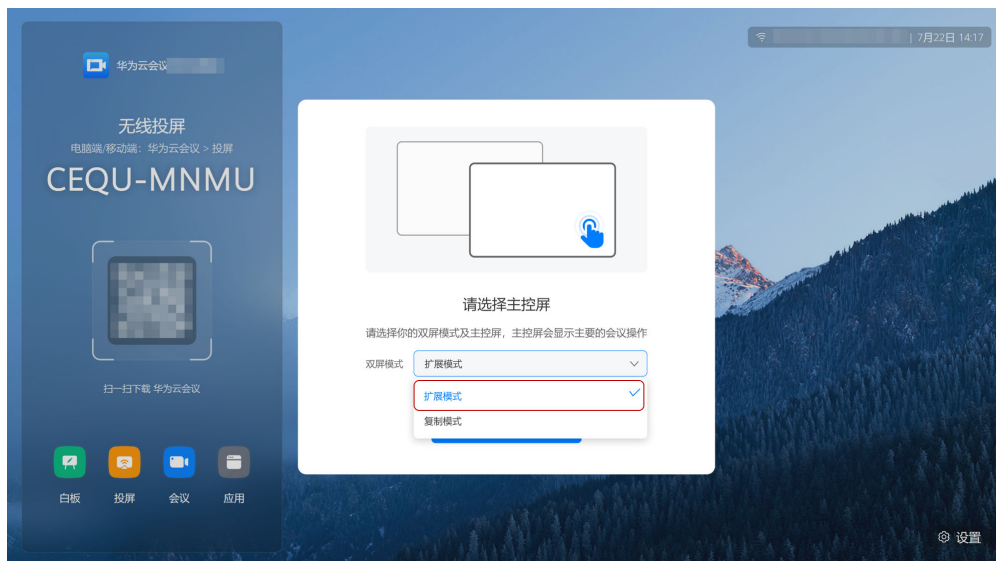 华为云会议
无线投屏
电脑端/移动端：华为云会议 > 投屏
CEQU-MNMU
扫一扫下载 华为云会议
白板
投屏
会议
应用
| 7月22日 14:17
请选择主控屏
请选择你的双屏模式及主控屏，主控屏会显示主要的会议操作
双屏模式
扩展模式
扩展模式
复制模式
设置